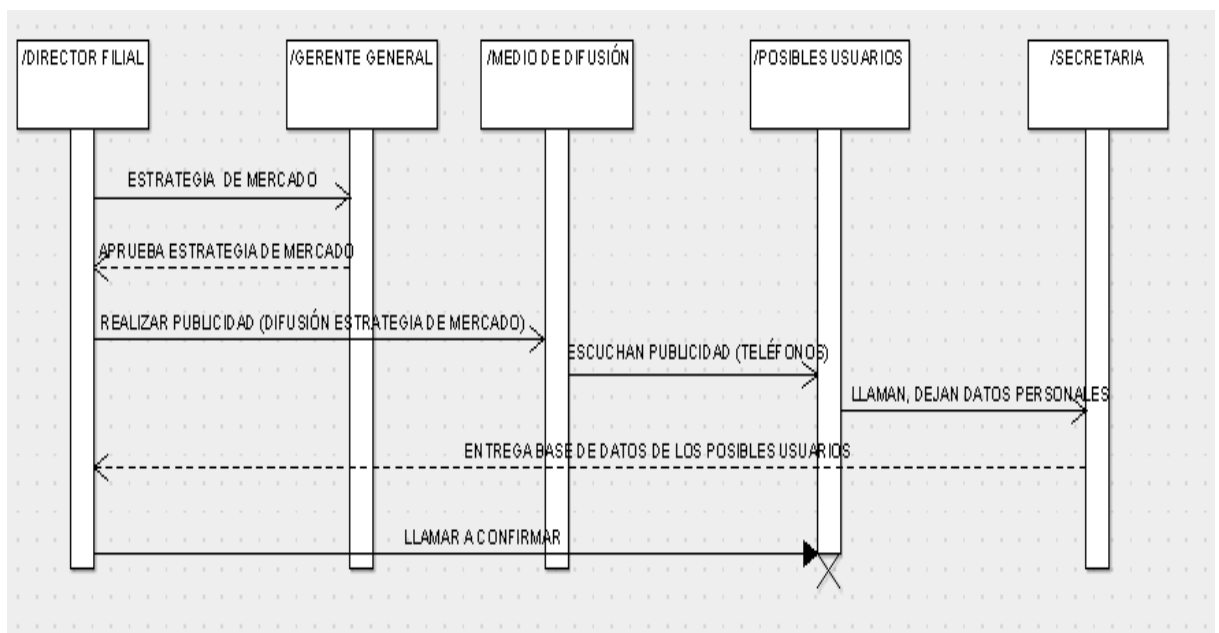 /DIRECTOR FILIAL
/GERENTE GENERAL
/MEDIO DE DIFUSIÓN
/POSIBLES USUARIOS
/SECRETARIA
ESTRATEGIA DE MERCADO
APRUEBA ESTRATEGIA DE MERCADO
REALIZAR PUBLICIDAD (DIFUSIÓN ESTRATEGIA DE MERCADO)
ESCUCHAN PUBLICIDAD (TELÉFONOS)
LLAMAN, DEJAN DATOS PERSONALES
ENTREGA BASE DE DATOS DE LOS POSIBLES USUARIOS
LLAMAR A CONFIRMAR